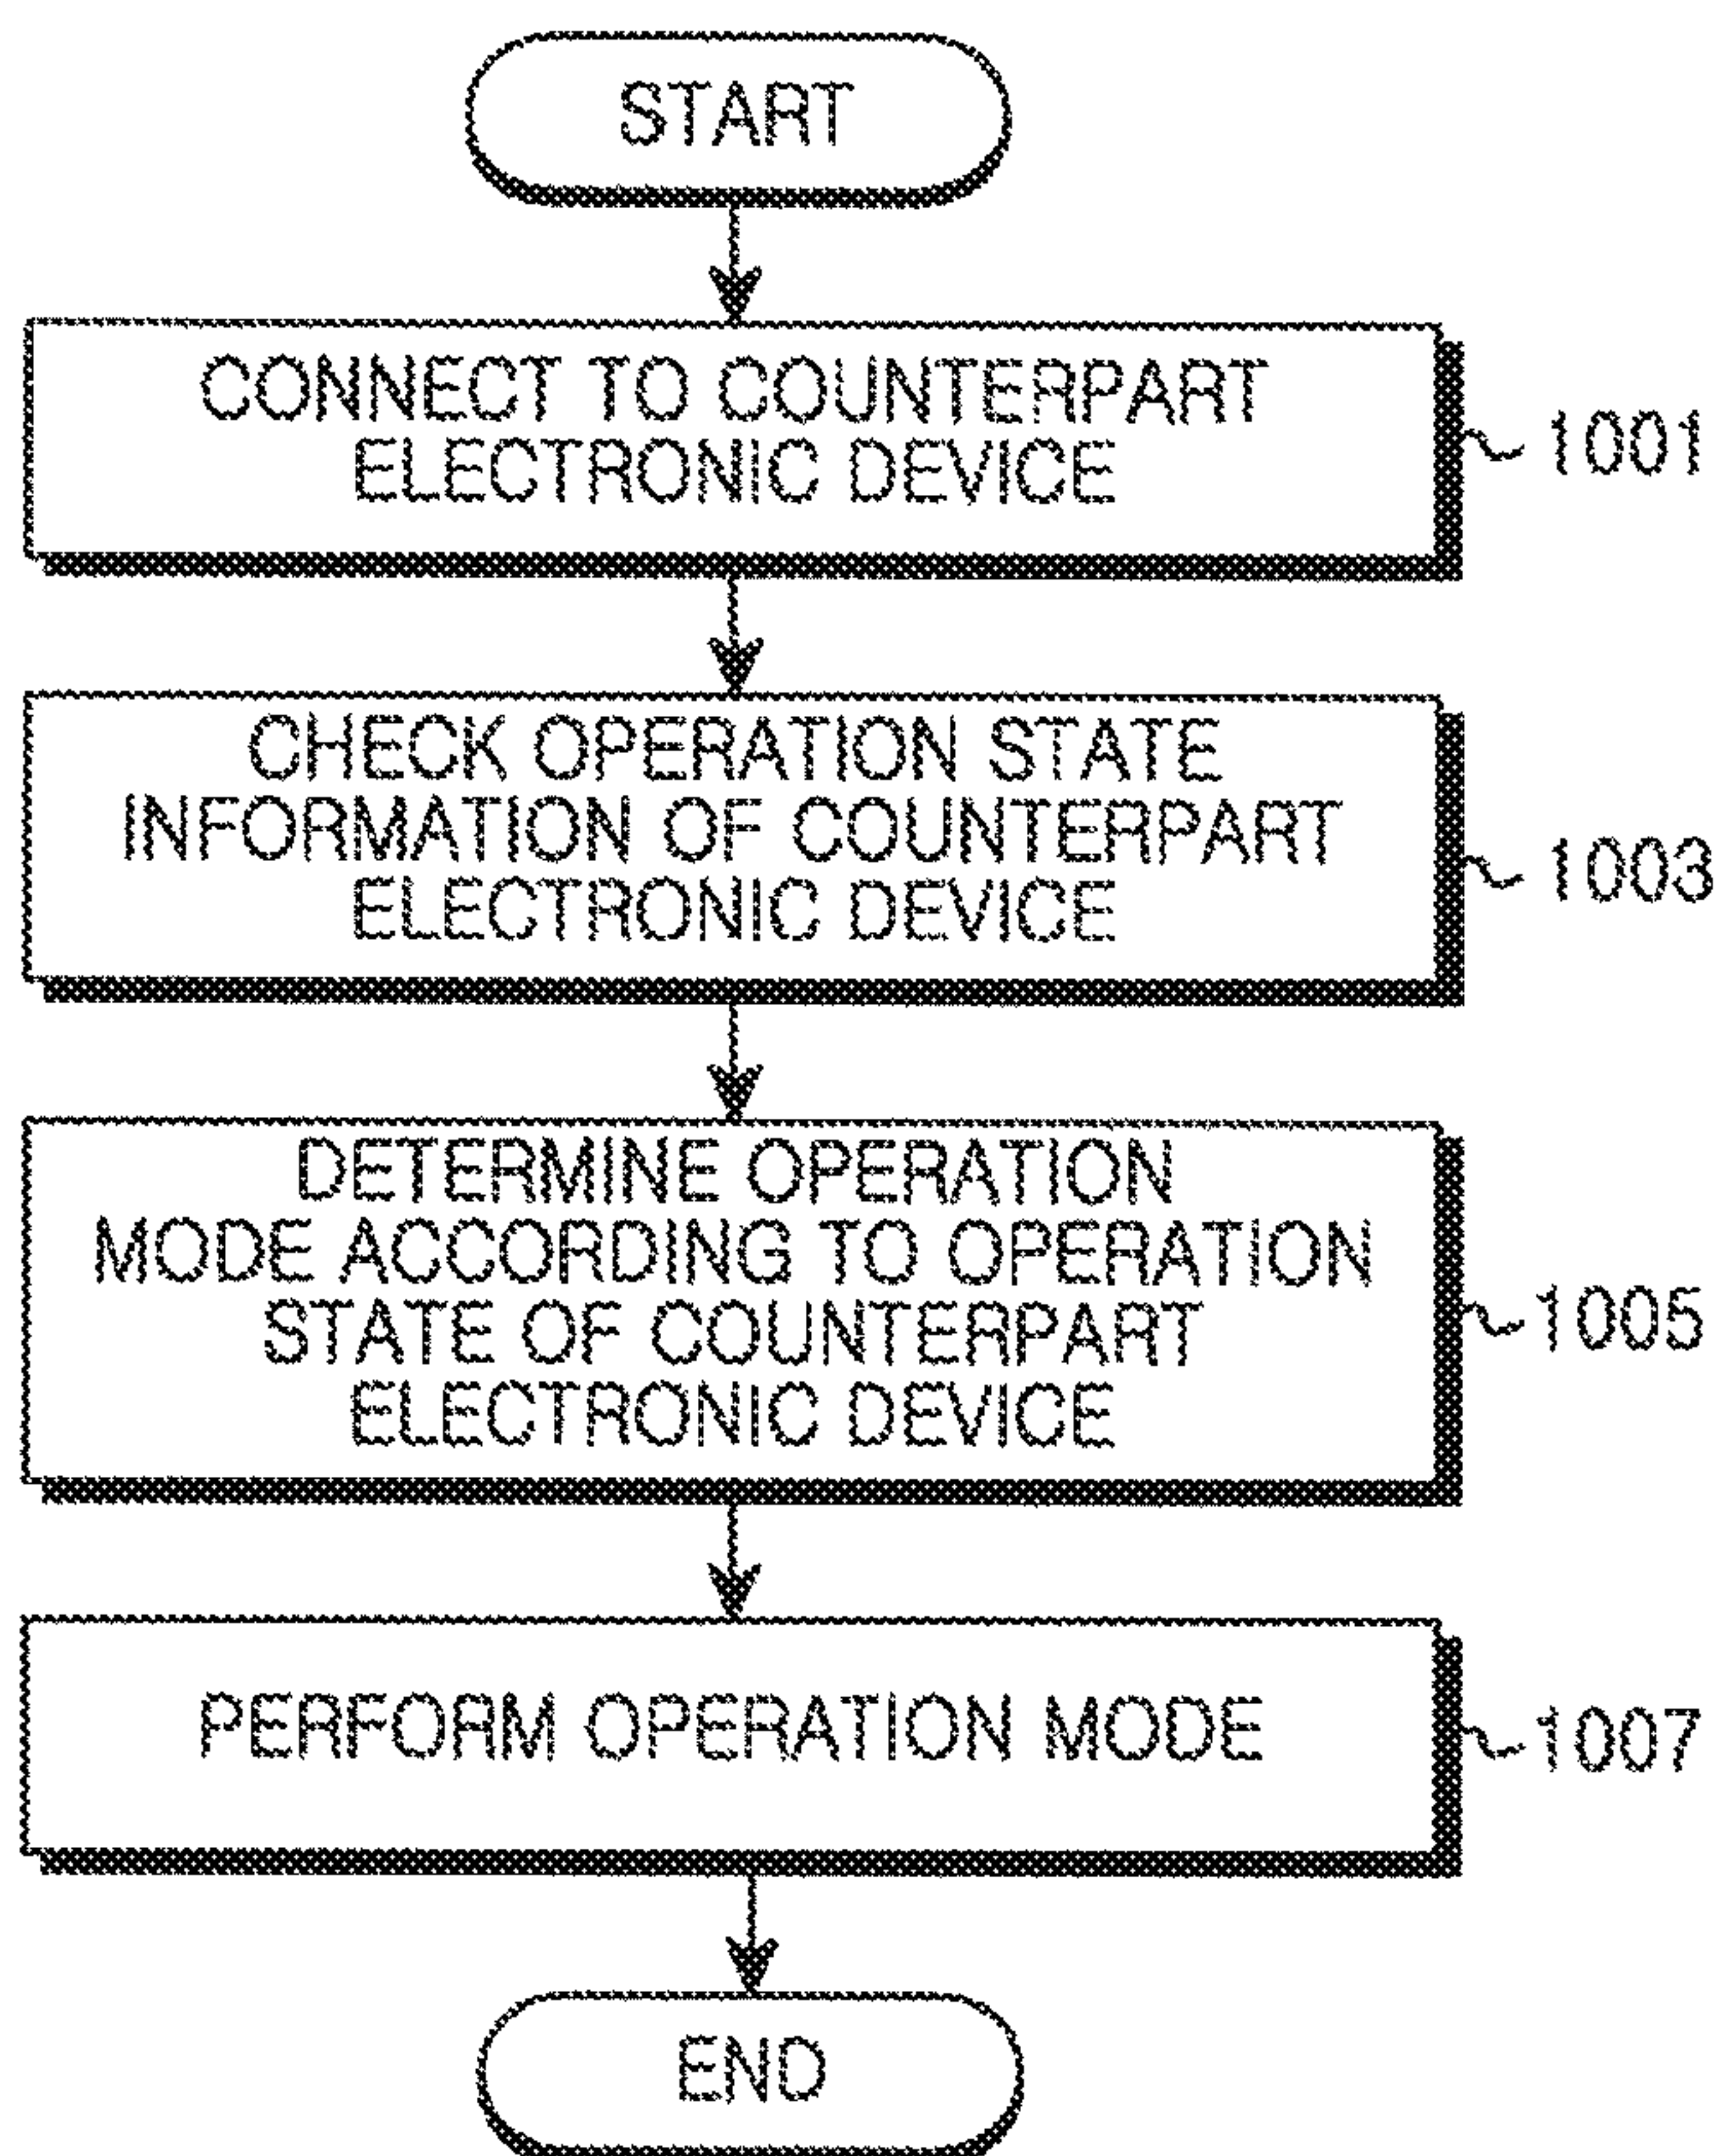 START
CONNECT TO COUNTERPART
ELECTRONIC DEVICE
1001
CHECK OPERATION STATE
INFORMATION OF COUNTERPART
ELECTRONIC DEVICE
1003
DETERMINE OPERATION
MODE ACCORDING TO OPERATION
STATE OF COUNTERPART
ELECTRONIC DEVICE
1005
PERFORM OPERATION MODE
1007
END